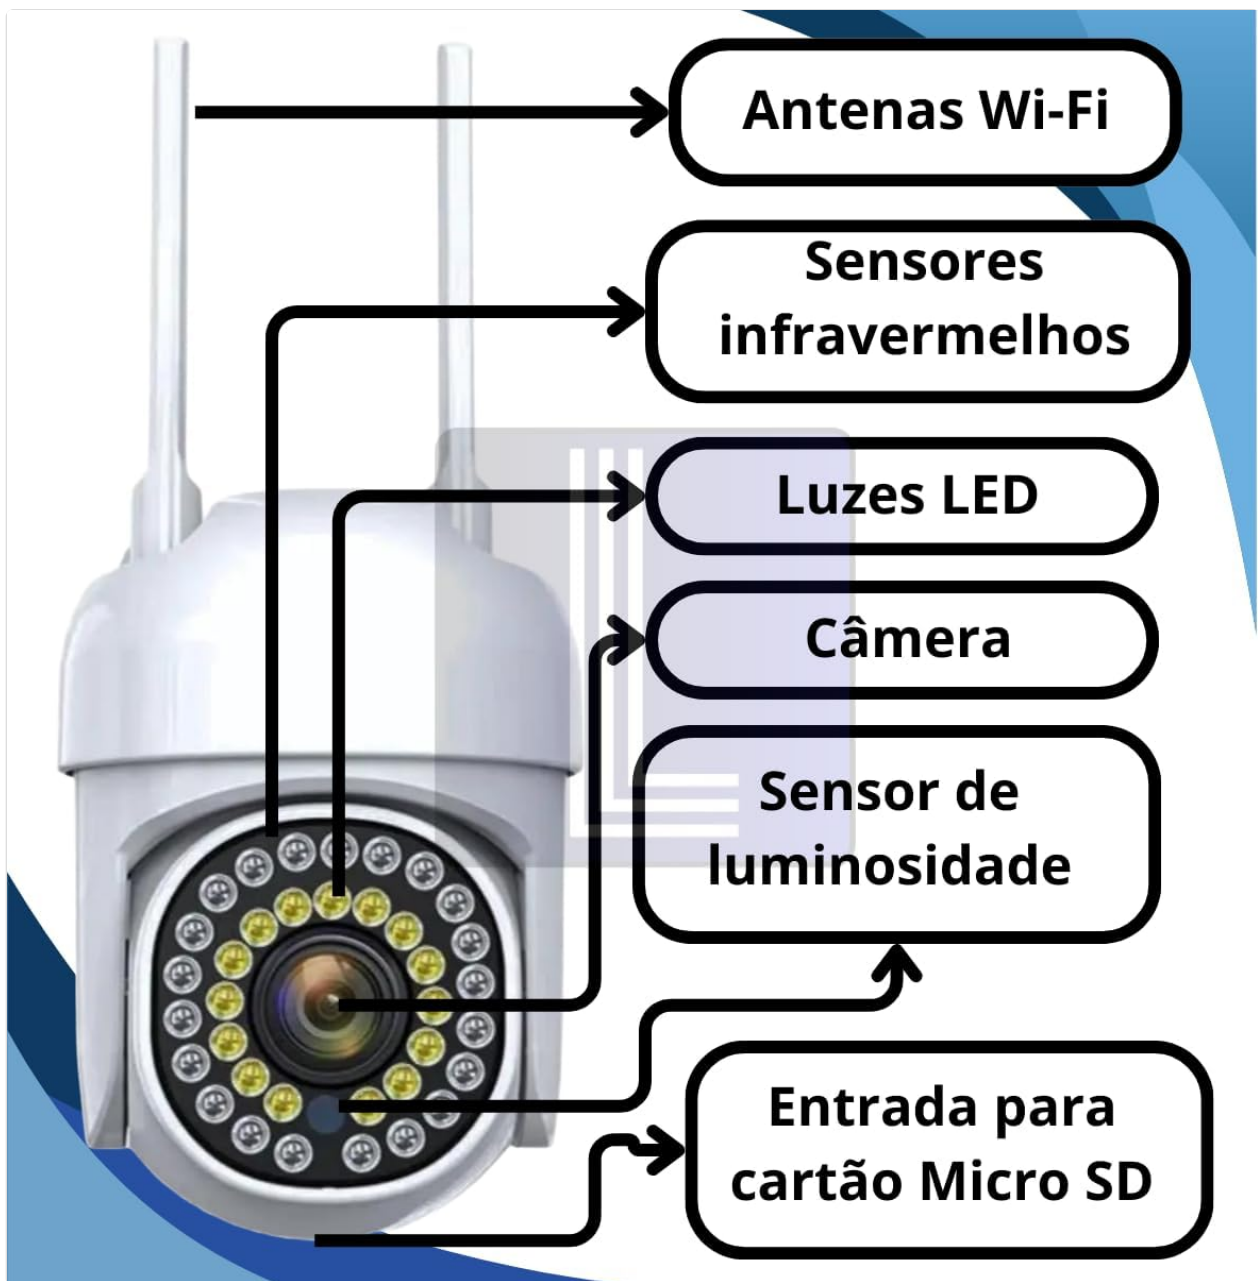 Antenas Wi-Fi
Sensores
infravermelhos
Luzes LED
Câmera
Sensor de
luminosidade
Entrada para
cartão Micro SD